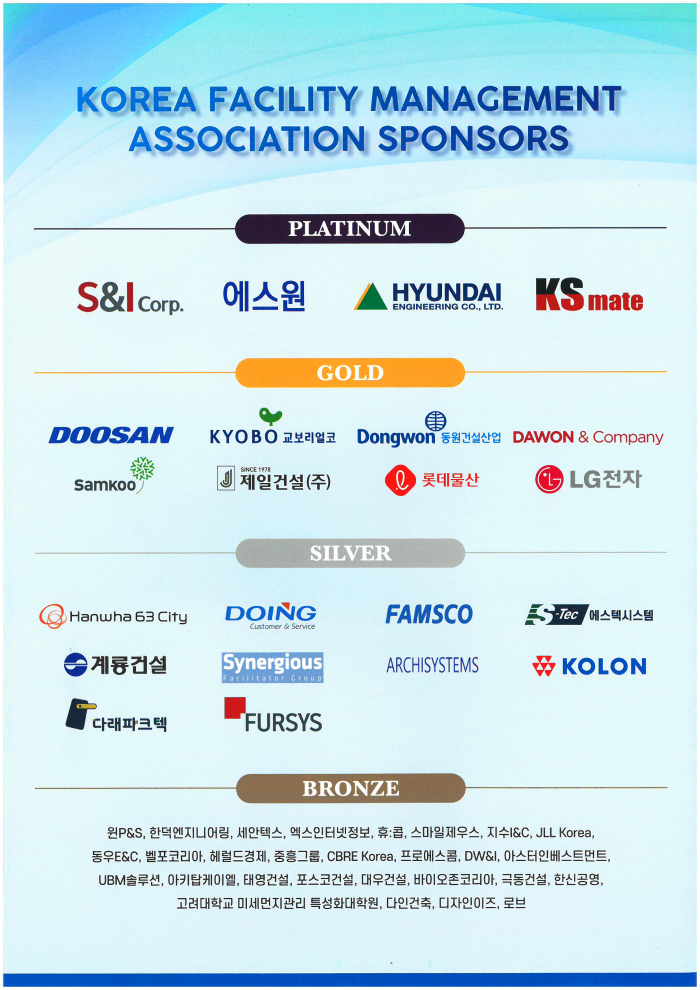 KOREA FACILITY MANAGEMENT
ASSOCIATION SPONSORS
PLATINUM
S&I Corp.
에스원
HYUNDAI
ENGINEERING CO., LTD.
KS mate
GOLD
DOOSAN
KYOBO 교보리얼코
Dongwon 동원건설산업
DAWON & Company
SAMKOO
SINCE 1978
제일건설(주)
롯데물산
LG전자
SILVER
Hanwha 63 City
DOING
Customer & Service
FAMSCO
S-Tec 에스텍시스템
계룡건설
Synergious
Facilitator Group
ARCHISYSTEMS
KOLON
다래파크텍
FURSYS
BRONZE
윈P&S, 한덕엔지니어링, 세안텍스, 엑스인터넷정보, 휴:콥, 스마일제우스, 지수I&C, JLL Korea,
동우E&C, 벨포코리아, 헤럴드경제, 중흥그룹, CBRE Korea, 프로에스콤, DW&I, 아스터인베스트먼트,
UBM솔루션, 아키탑케이엘, 태영건설, 포스코건설, 대우건설, 바이오존코리아, 극동건설, 한신공영,
고려대학교 미세먼지관리 특성화대학원, 다인건축, 디자인이즈, 로브